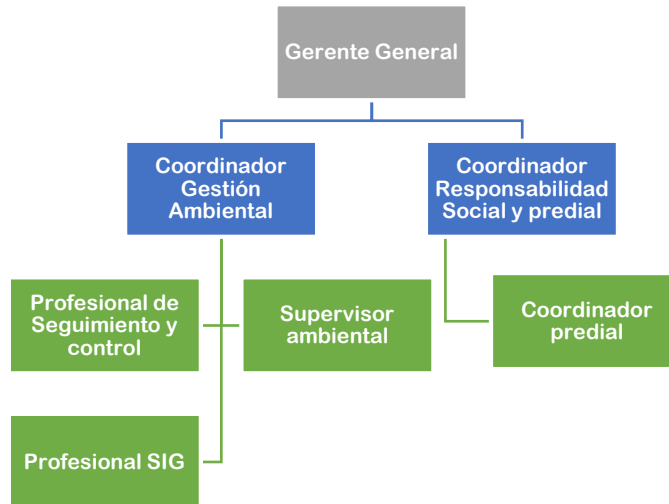 Gerente General
Coordinador
Gestión
Ambiental
Coordinador
Responsabilidad
Social y predial
Profesional de
Seguimiento y
control
Supervisor
ambiental
Coordinador
predial
Profesional SIG